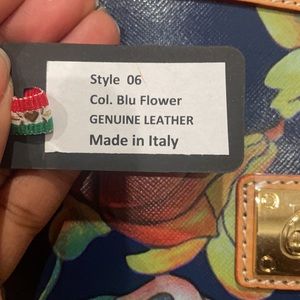 Style 06
Col. Blu Flower
GENUINE LEATHER
Made in Italy